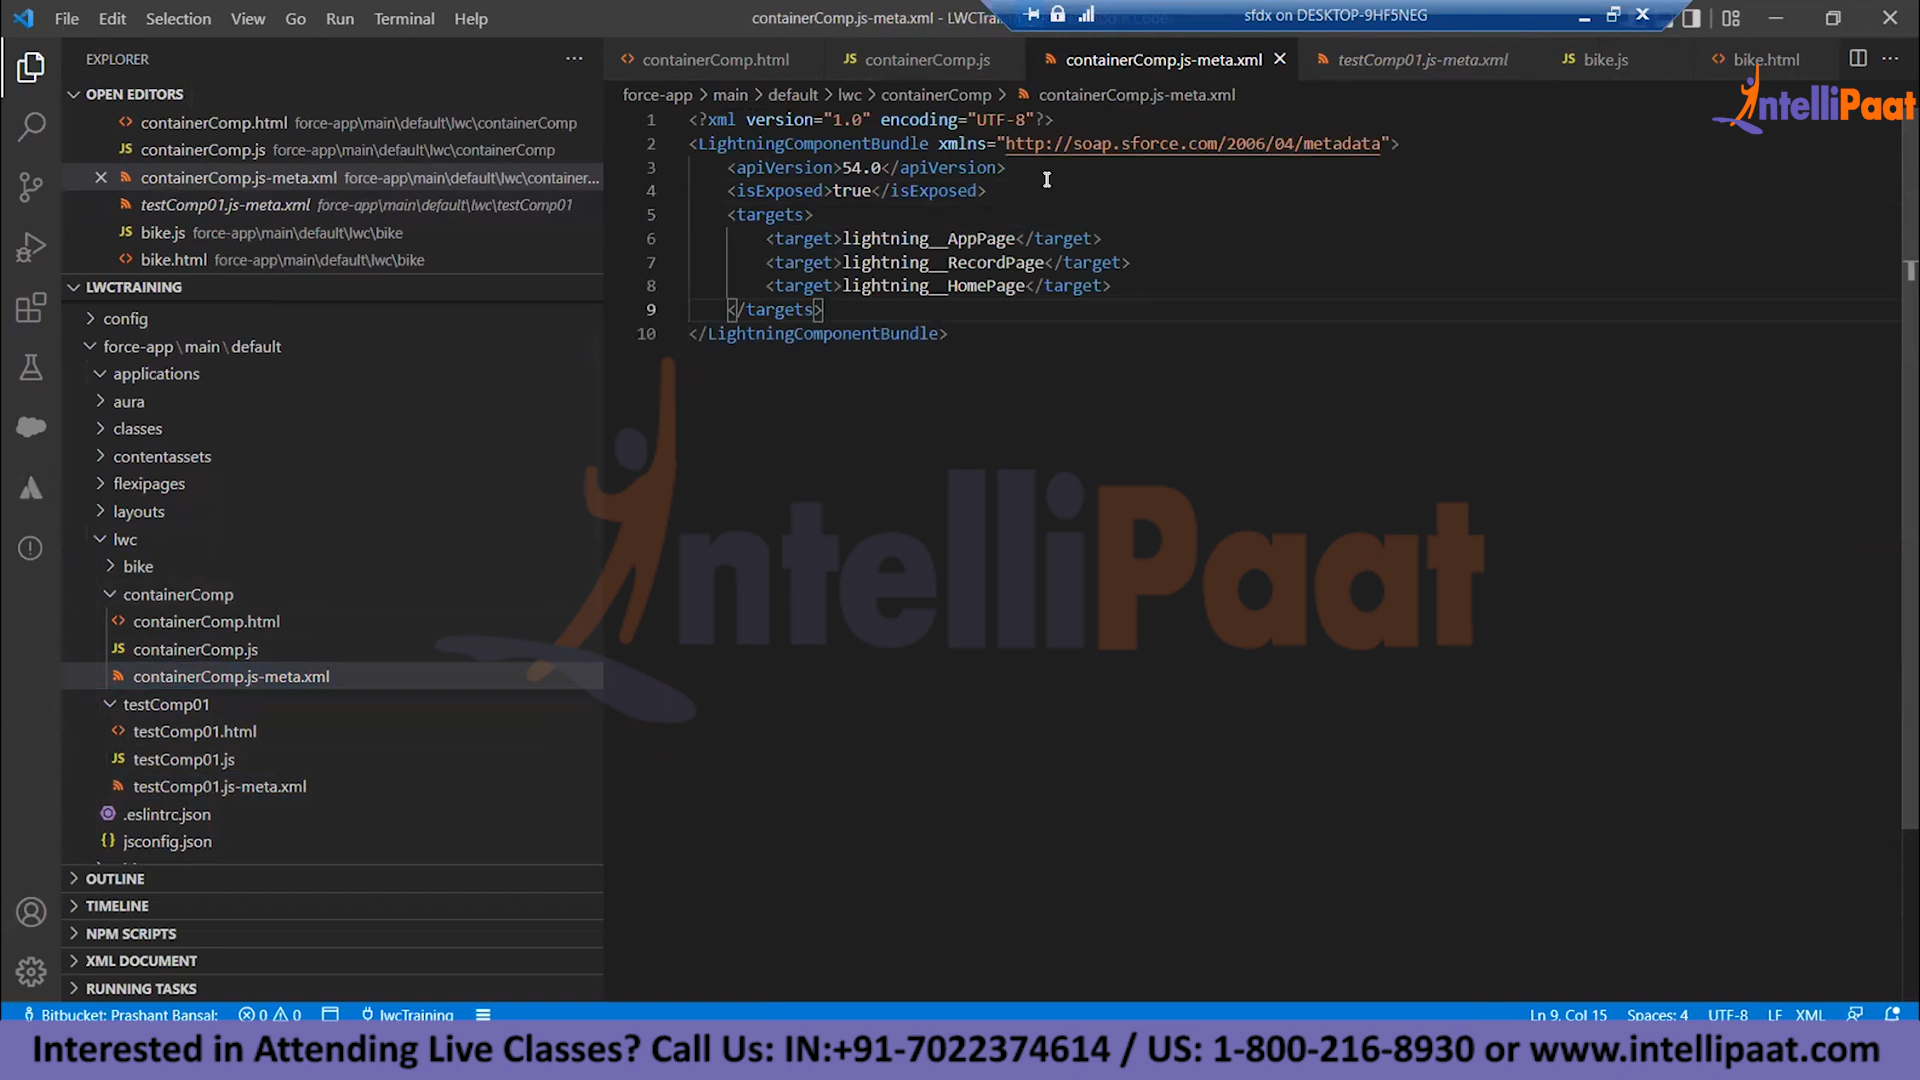 File Edit Selection View Go Run Terminal Help
containerComp.js-meta.xml - LWCTrai
sfdx on DESKTOP-9HF5NEG
EXPLORER
OPEN EDITORS
containerComp.html force-app\main\default\lwc\containerComp
containerComp.js force-app\main\default\lwc\containerComp
containerComp.js-meta.xml force-app\main\default\lwc\container...
testComp01.js-meta.xml force-app\main\default\lwc\testComp01
bike.js force-app\main\default\lwc\bike
bike.html force-app\main\default\lwc\bike
LWCTRAINING
config
force-app\main\default
applications
aura
classes
contentassets
flexipages
layouts
lwc
bike
containerComp
containerComp.html
containerComp.js
containerComp.js-meta.xml
testComp01
testComp01.html
testComp01.js
testComp01.js-meta.xml
.eslintrc.json
jsconfig.json
OUTLINE
TIMELINE
NPM SCRIPTS
XML DOCUMENT
RUNNING TASKS
containerComp.html containerComp.js containerComp.js-meta.xml testComp01.js-meta.xml bike.js bike.html
force-app > main > default > lwc > containerComp > containerComp.js-meta.xml
1 <?xml version="1.0" encoding="UTF-8"?>
2 <LightningComponentBundle xmlns="http://soap.sforce.com/2006/04/metadata">
3 <apiVersion>54.0</apiVersion>
4 <isExposed>true</isExposed>
5 <targets>
6 <target>lightning__AppPage</target>
7 <target>lightning__RecordPage</target>
8 <target>lightning__HomePage</target>
9 </targets>
10 </LightningComponentBundle>
IntelliPaat
IntelliPaat
Bitbucket: Prashant Bansal: 0 0 lwcTraining
Ln 9, Col 15 Spaces: 4 UTF-8 LF XML
Interested in Attending Live Classes? Call Us: IN:+91-7022374614 / US: 1-800-216-8930 or www.intellipaat.com